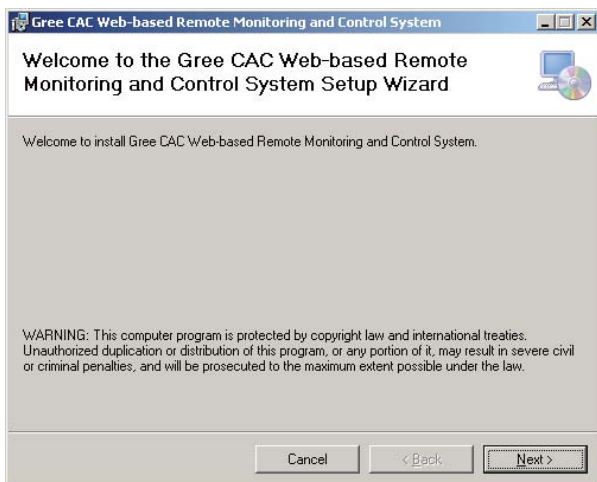 Gree CAC Web-based Remote Monitoring and Control System
Welcome to the Gree CAC Web-based Remote
Monitoring and Control System Setup Wizard
Welcome to install Gree CAC Web-based Remote Monitoring and Control System.
WARNING: This computer program is protected by copyright law and international treaties.
Unauthorized duplication or distribution of this program, or any portion of it, may result in severe civil
or criminal penalties, and will be prosecuted to the maximum extent possible under the law.
Cancel < Back Next >